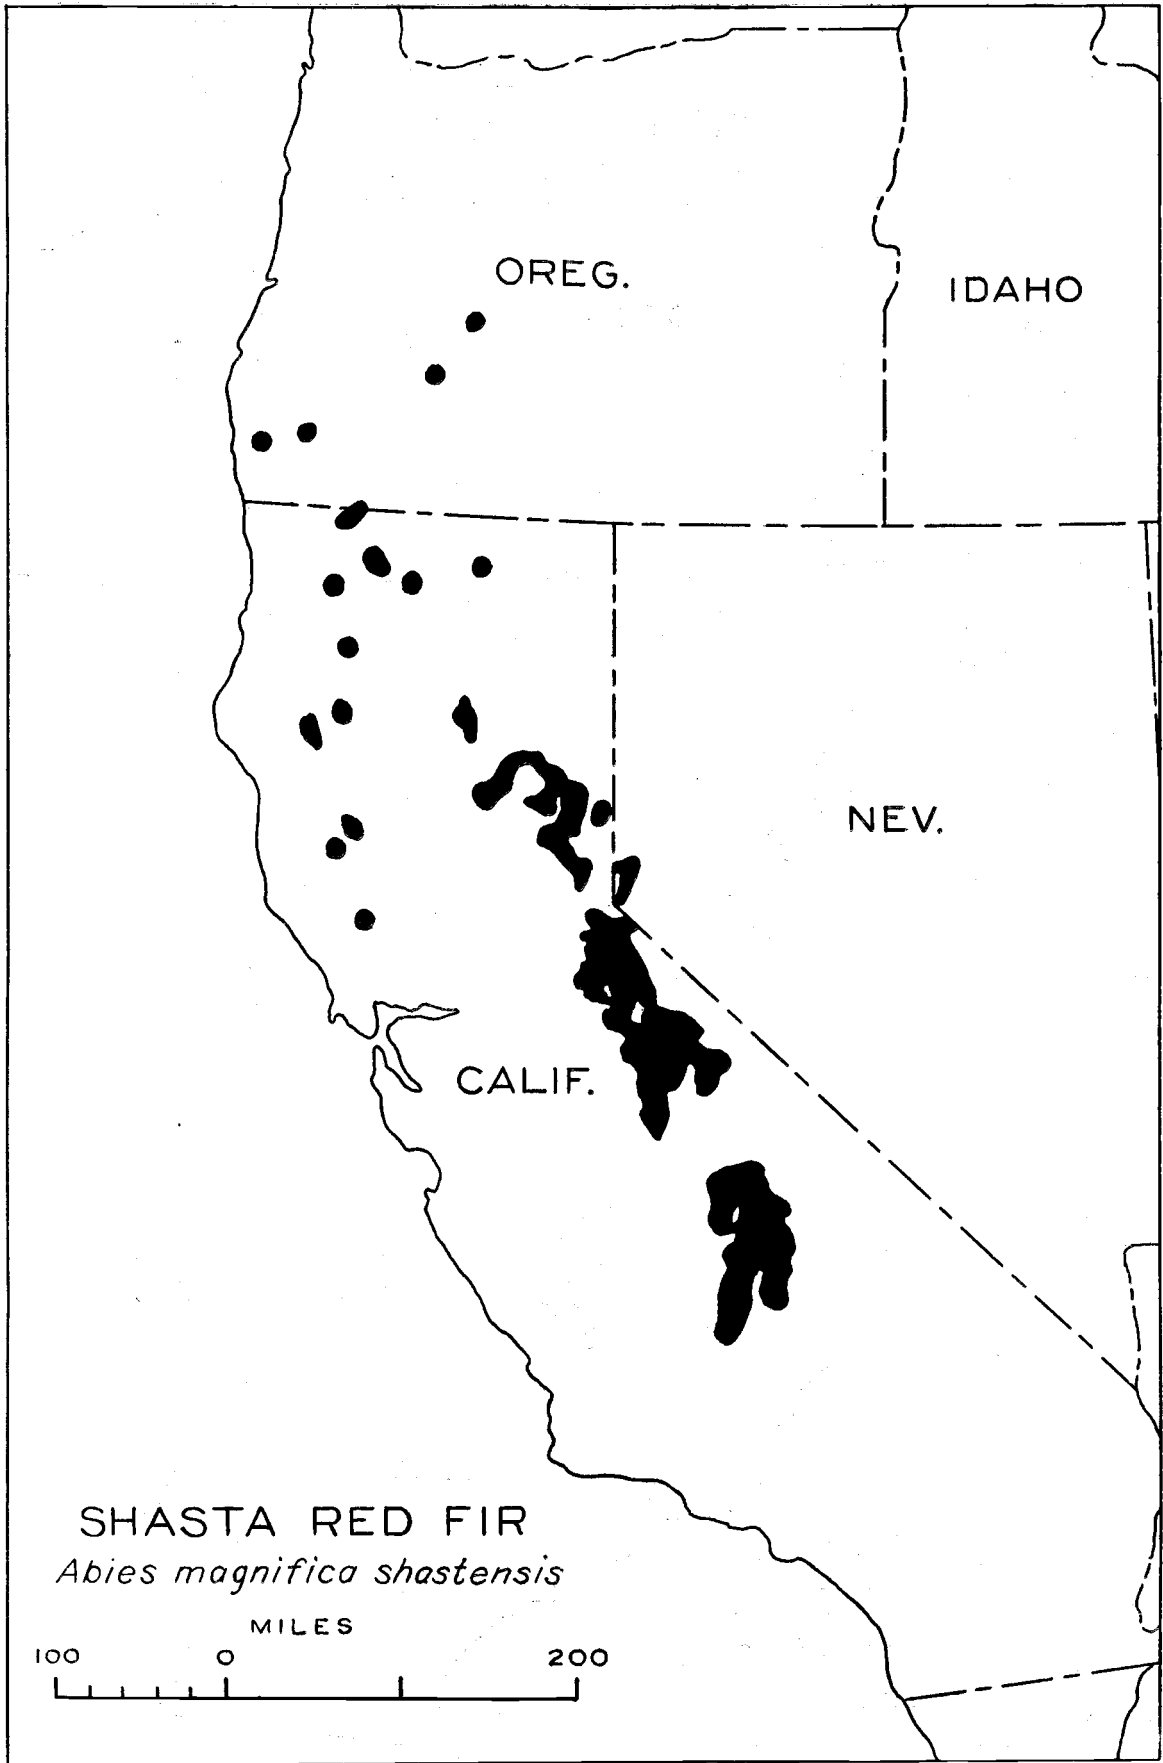 OREG.
IDAHO
NEV.
CALIF.
SHASTA RED FIR
Abies magnifica shastensis
MILES
100 0 200